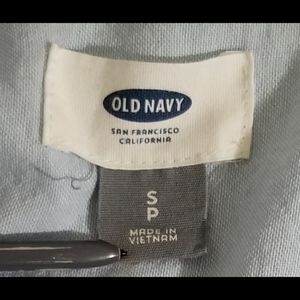 OLD NAVY
SAN FRANCISCO
CALIFORNIA
S
P
MADE IN
VIETNAM